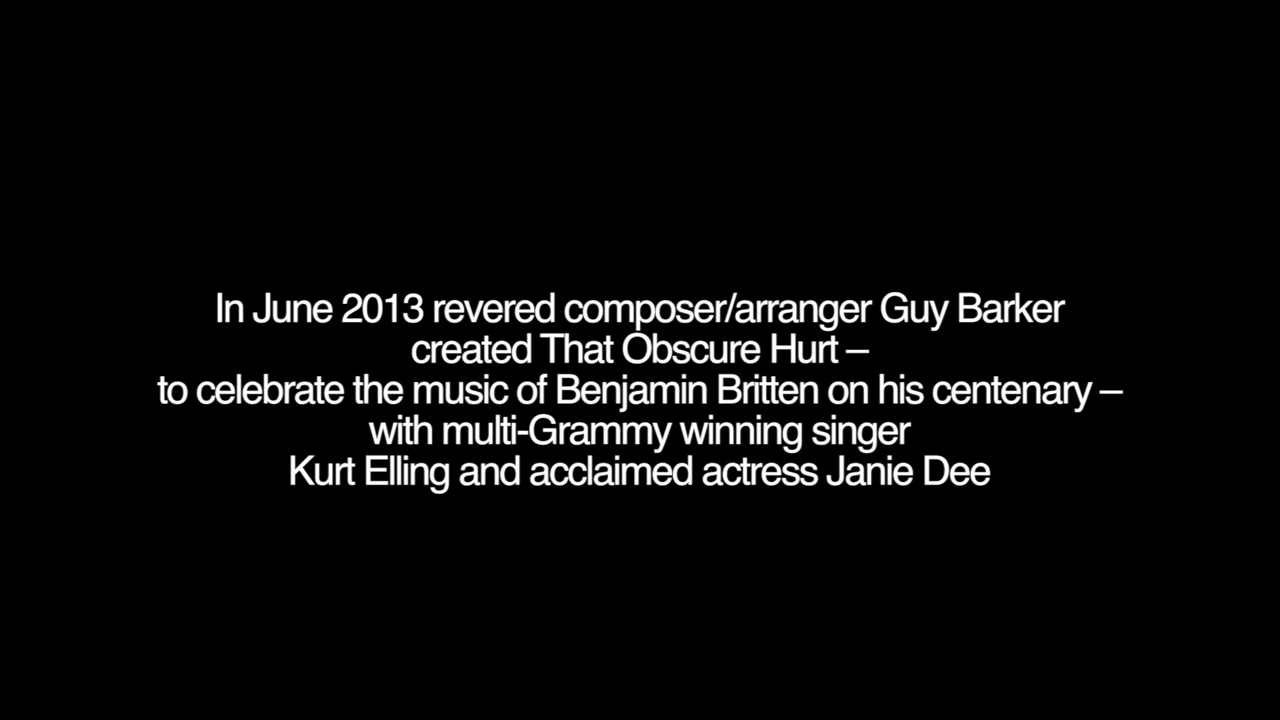 In June 2013 revered composer/arranger Guy Barker
created That Obscure Hurt –
to celebrate the music of Benjamin Britten on his centenary –
with multi-Grammy winning singer
Kurt Elling and acclaimed actress Janie Dee